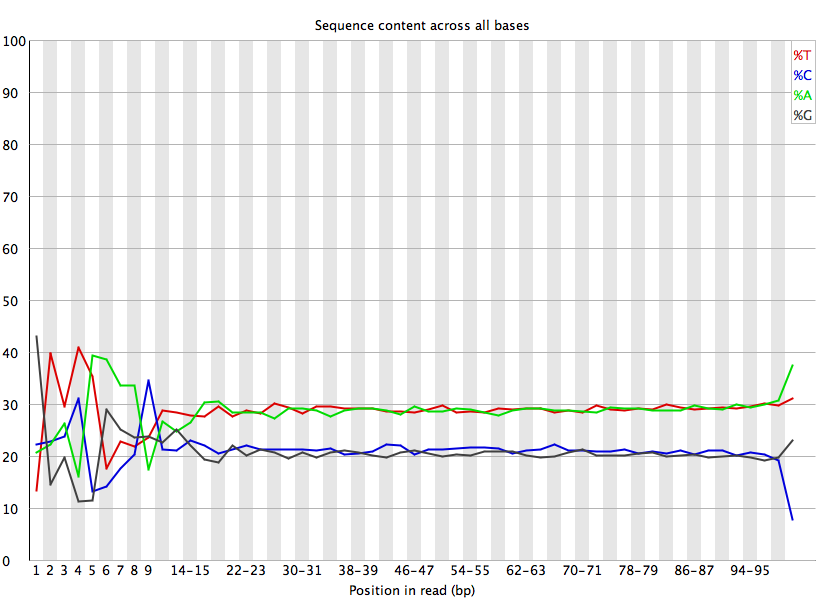 Sequence content across all bases
100
90
80
70
60
50
40
30
20
10
0
%T
%C
%A
%G
1 2 3 4 5 6 7 8 9 14-15 22-23 30-31 38-39 46-47 54-55 62-63 70-71 78-79 86-87 94-95
Position in read (bp)